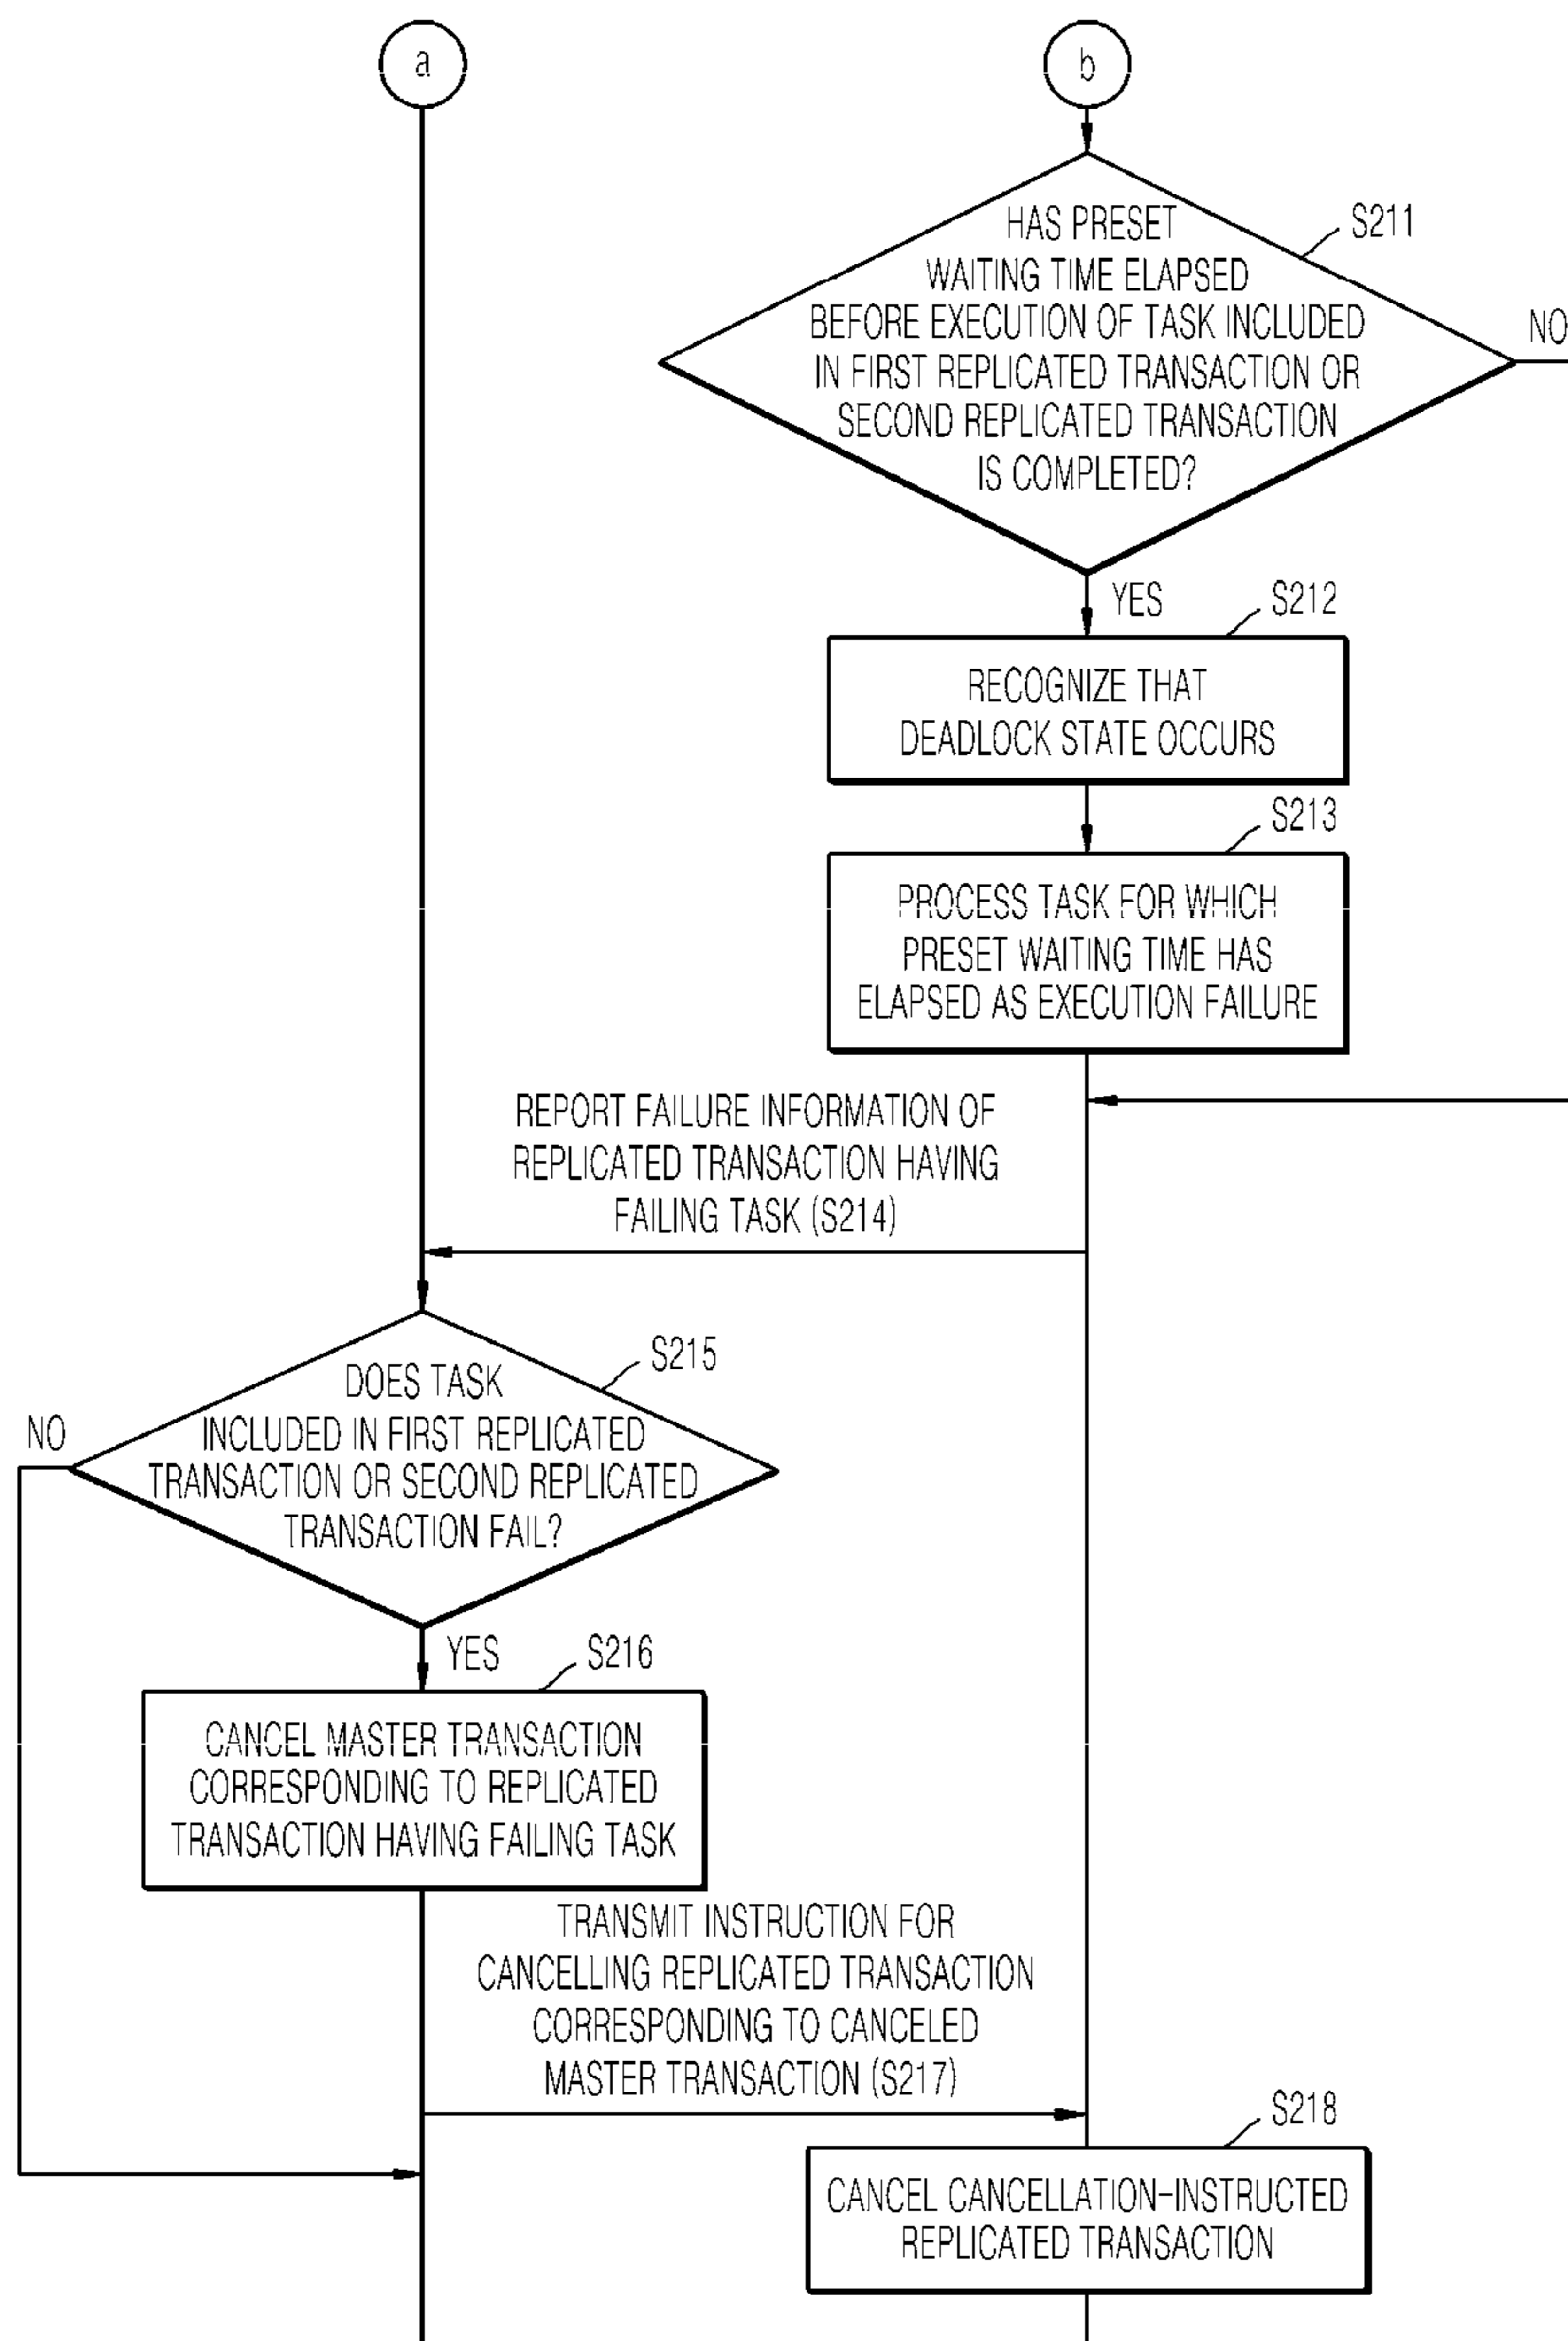 a
b
HAS PRESET
WAITING TIME ELAPSED
BEFORE EXECUTION OF TASK INCLUDED
IN FIRST REPLICATED TRANSACTION OR
SECOND REPLICATED TRANSACTION
IS COMPLETED?
S211
NO
YES
S212
RECOGNIZE THAT
DEADLOCK STATE OCCURS
S213
PROCESS TASK FOR WHICH
PRESET WAITING TIME HAS
ELAPSED AS EXECUTION FAILURE
REPORT FAILURE INFORMATION OF
REPLICATED TRANSACTION HAVING
FAILING TASK (S214)
S215
DOES TASK
INCLUDED IN FIRST REPLICATED
TRANSACTION OR SECOND REPLICATED
TRANSACTION FAIL?
NO
YES
S216
CANCEL MASTER TRANSACTION
CORRESPONDING TO REPLICATED
TRANSACTION HAVING FAILING TASK
TRANSMIT INSTRUCTION FOR
CANCELLING REPLICATED TRANSACTION
CORRESPONDING TO CANCELED
MASTER TRANSACTION (S217)
S218
CANCEL CANCELLATION-INSTRUCTED
REPLICATED TRANSACTION